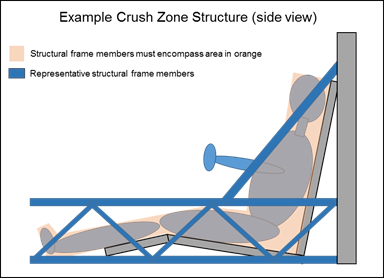 Example Crush Zone Structure (side view)
Structural frame members must encompass area in orange
Representative structural frame members